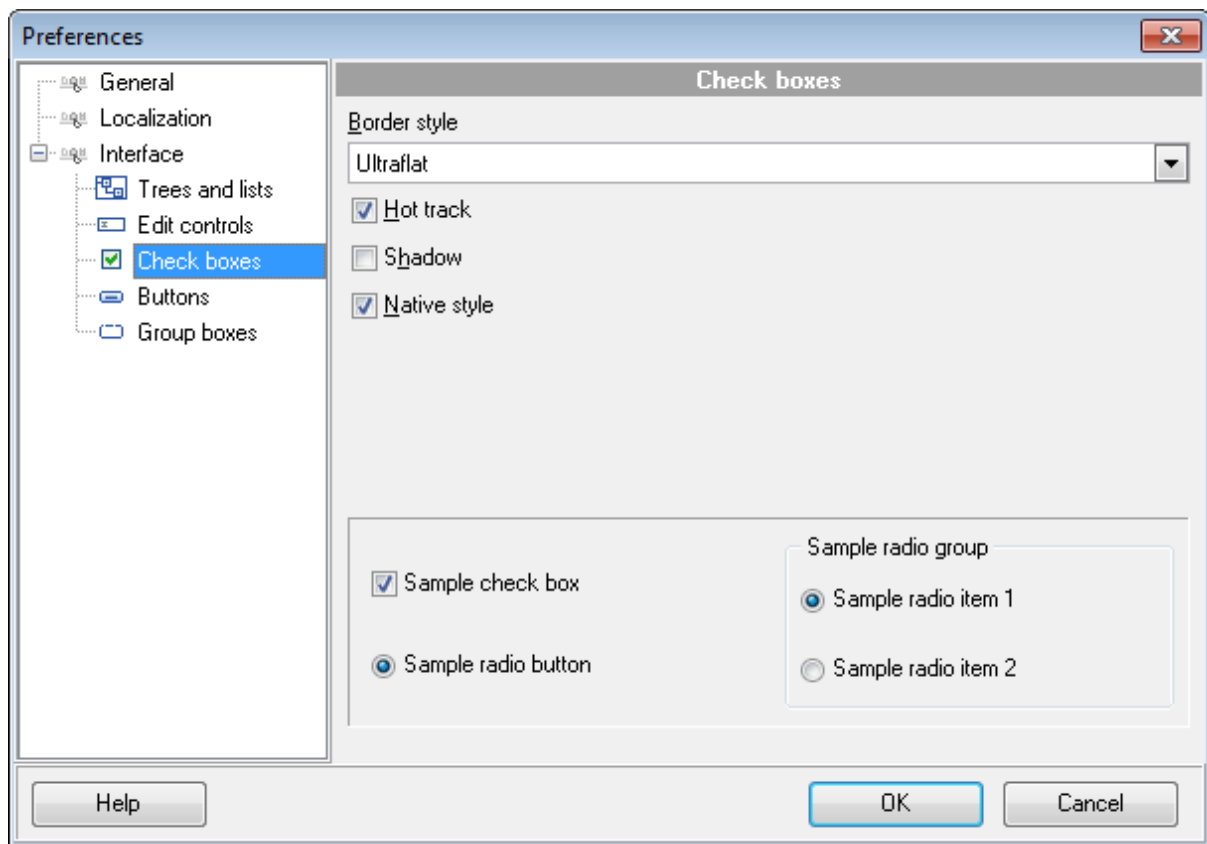 Preferences
General
Localization
Interface
Trees and lists
Edit controls
Check boxes
Buttons
Group boxes
Check boxes
Border style
Ultraflat
Hot track
Shadow
Native style
Sample check box
Sample radio button
Sample radio group
Sample radio item 1
Sample radio item 2
Help
OK
Cancel